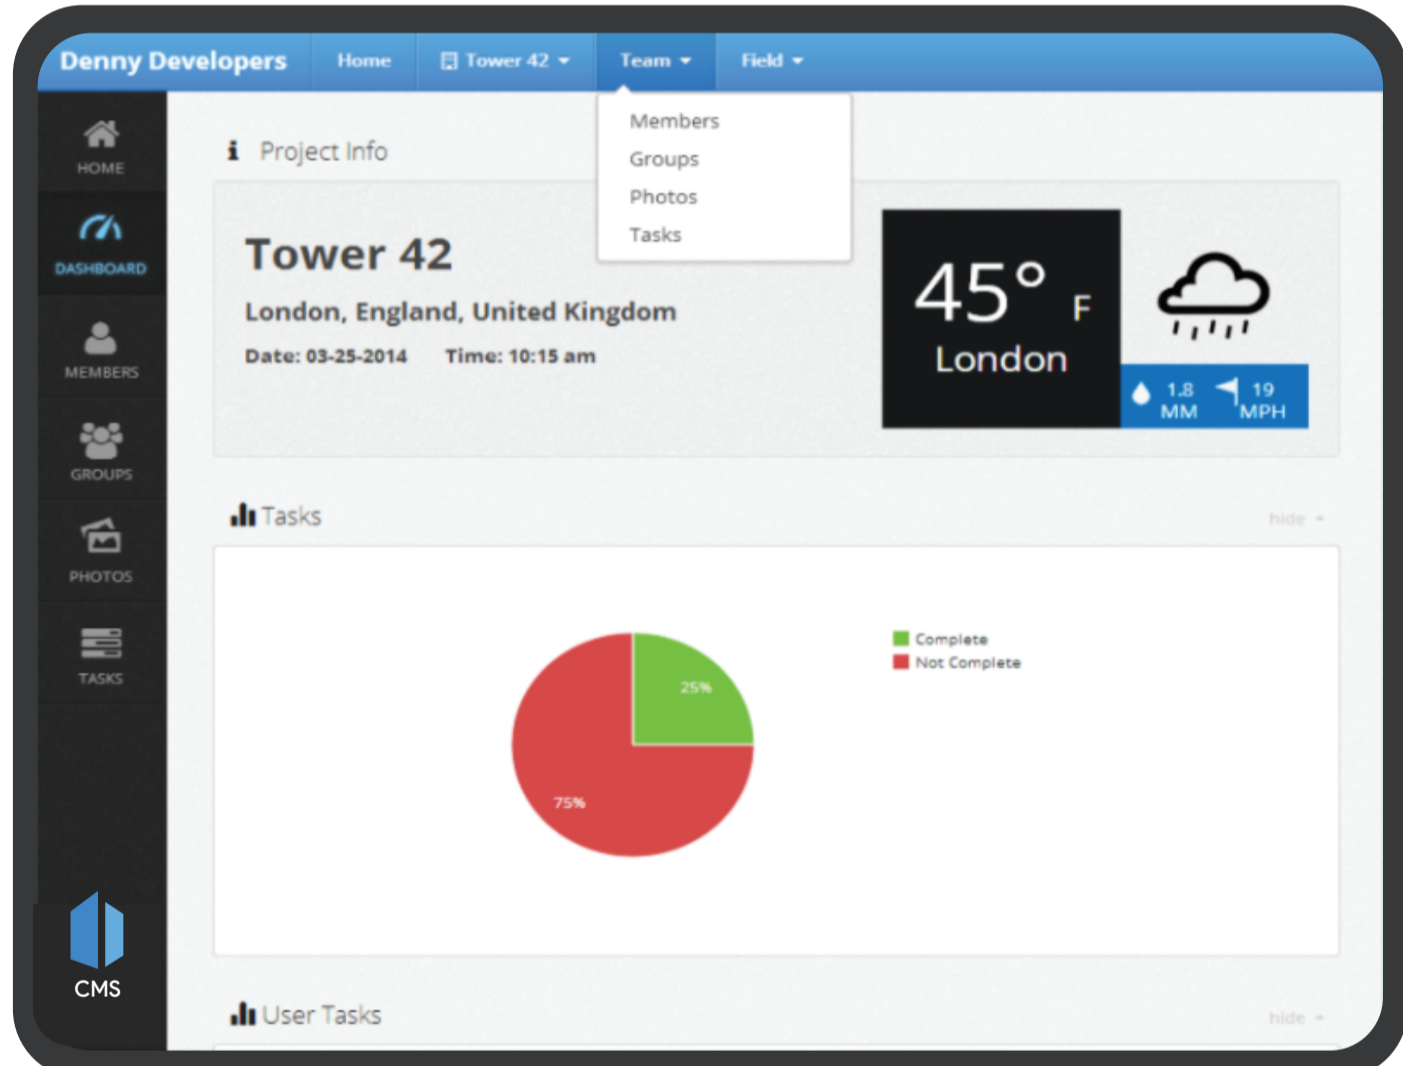 Denny Developers
Home
Tower 42
Team
Field
Members
Groups
Photos
Tasks
HOME
DASHBOARD
MEMBERS
GROUPS
PHOTOS
TASKS
CMS
Project Info
Tower 42
London, England, United Kingdom
Date: 03-25-2014 Time: 10:15 am
45° F
London
1.8 MM
19 MPH
Tasks
hide
Complete
Not Complete
25%
75%
User Tasks
hide